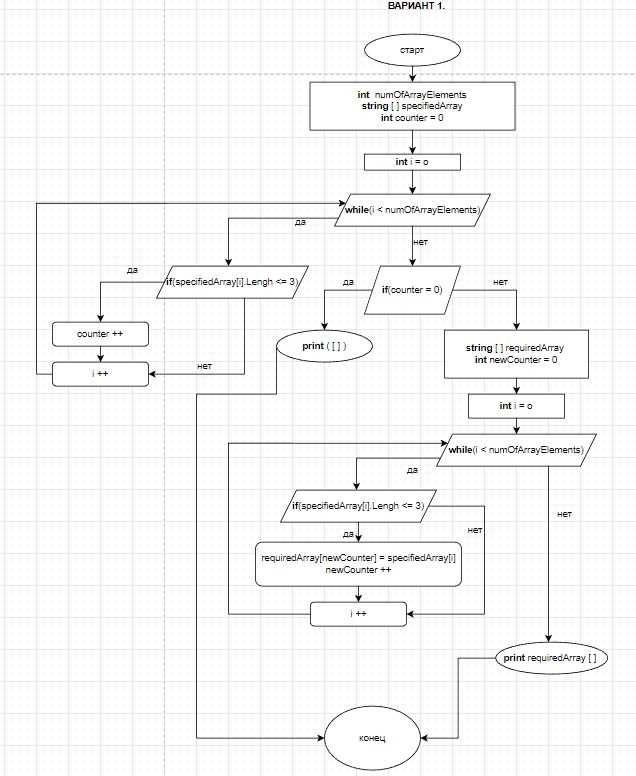 ВАРИАНТ 1.
старт
int numOfArrayElements
string [ ] specifiedArray
int counter = 0
int i = o
while(i < numOfArrayElements)
да
нет
if(specifiedArray[i].Lengh <= 3)
да
нет
counter ++
i ++
if(counter = 0)
да
нет
print ( [ ] )
string [ ] requiredArray
int newCounter = 0
int i = o
while(i < numOfArrayElements)
да
нет
if(specifiedArray[i].Lengh <= 3)
да
нет
requiredArray[newCounter] = specifiedArray[i]
newCounter ++
i ++
print requiredArray [ ]
конец